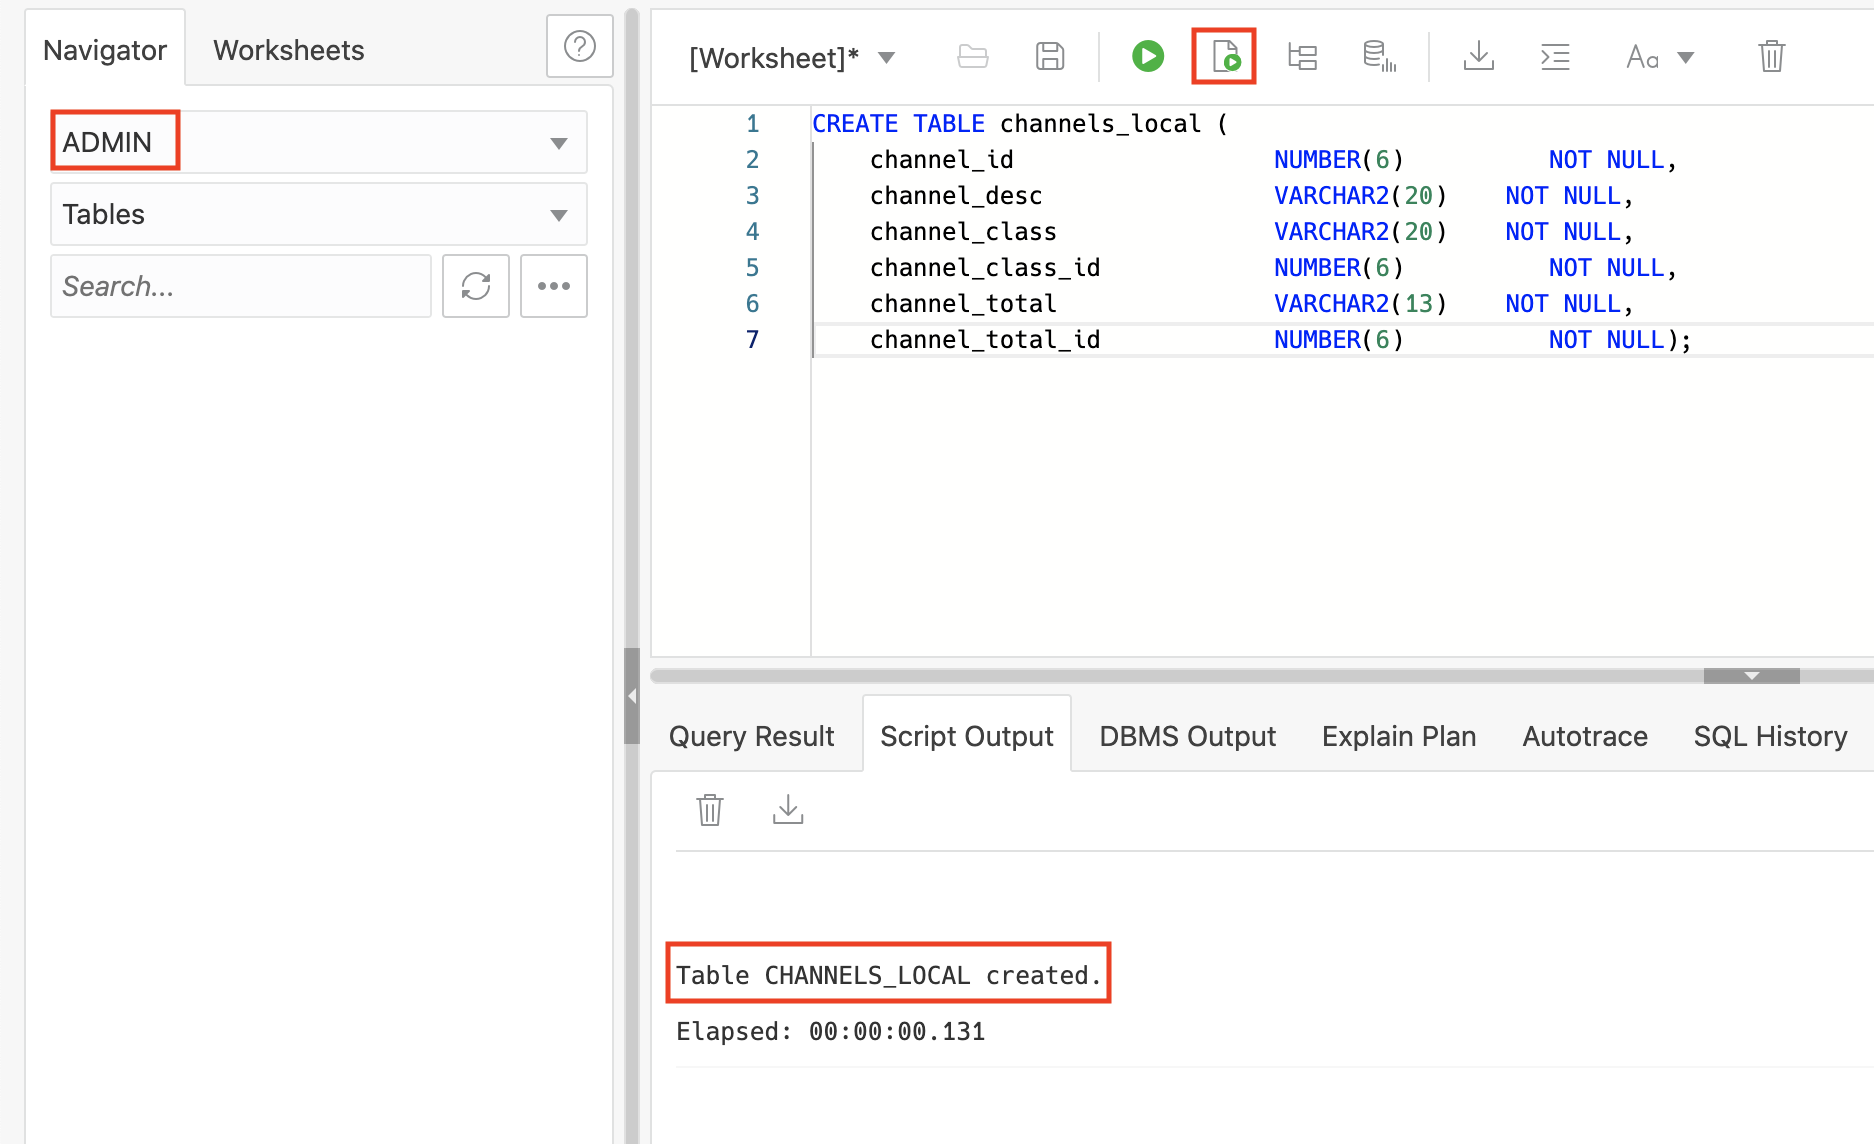 Navigator
Worksheets
ADMIN
Tables
Search...
[Worksheet]*
Aa
1 CREATE TABLE channels_local (
2     channel_id                  NUMBER(6)          NOT NULL,
3     channel_desc                VARCHAR2(20)    NOT NULL,
4     channel_class               VARCHAR2(20)    NOT NULL,
5     channel_class_id            NUMBER(6)          NOT NULL,
6     channel_total               VARCHAR2(13)    NOT NULL,
7     channel_total_id            NUMBER(6)          NOT NULL);
Query Result
Script Output
DBMS Output
Explain Plan
Autotrace
SQL History
Table CHANNELS_LOCAL created.
Elapsed: 00:00:00.131